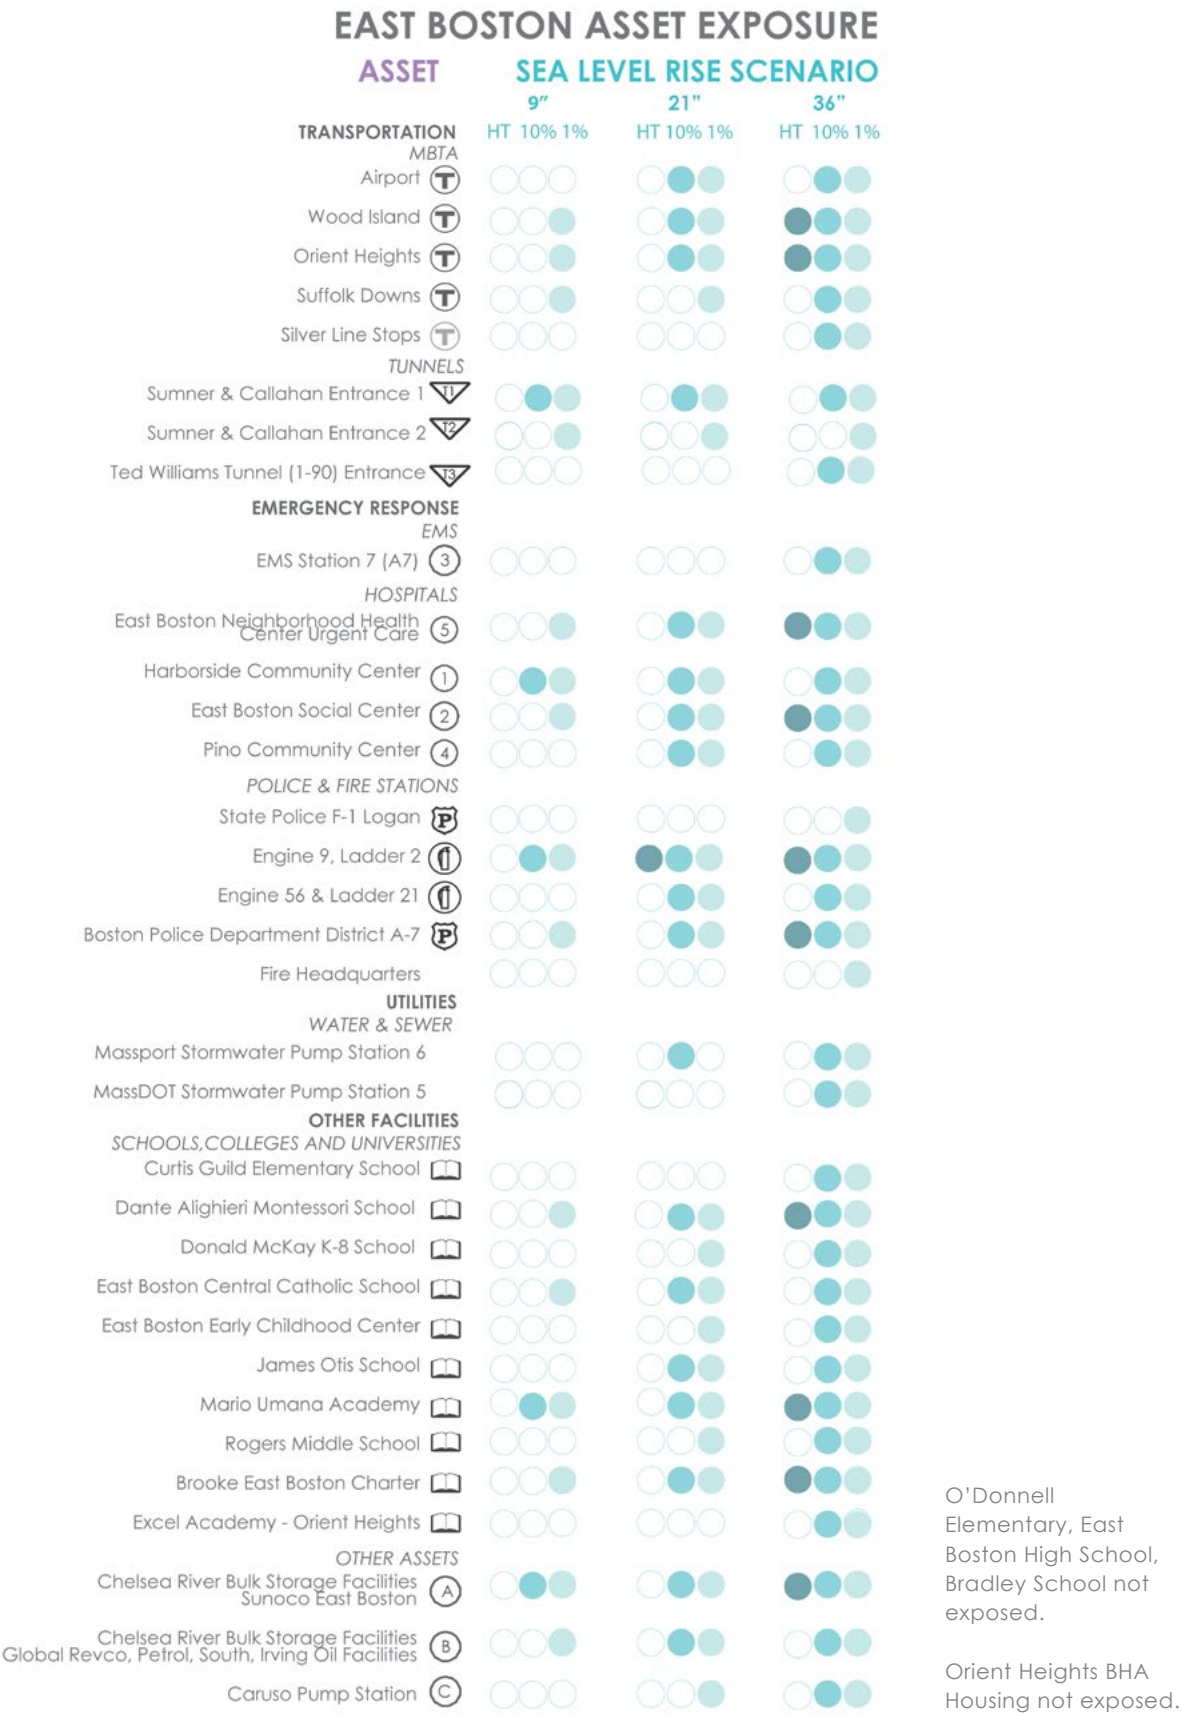 EAST BOSTON ASSET EXPOSURE
ASSET SEA LEVEL RISE SCENARIO
9" 21" 36"
TRANSPORTATION HT 10% 1% HT 10% 1% HT 10% 1%
MBTA
Airport T
Wood Island T
Orient Heights T
Suffolk Downs T
Silver Line Stops T
TUNNELS
Sumner & Callahan Entrance 1 T1
Sumner & Callahan Entrance 2 T2
Ted Williams Tunnel (1-90) Entrance T3
EMERGENCY RESPONSE
EMS
EMS Station 7 (A7) 3
HOSPITALS
East Boston Neighborhood Health
Center Urgent Care 5
Harborside Community Center 1
East Boston Social Center 2
Pino Community Center 4
POLICE & FIRE STATIONS
State Police F-1 Logan P
Engine 9, Ladder 2
Engine 56 & Ladder 21
Boston Police Department District A-7 P
Fire Headquarters
UTILITIES
WATER & SEWER
Massport Stormwater Pump Station 6
MassDOT Stormwater Pump Station 5
OTHER FACILITIES
SCHOOLS,COLLEGES AND UNIVERSITIES
Curtis Guild Elementary School
Dante Alighieri Montessori School
Donald McKay K-8 School
East Boston Central Catholic School
East Boston Early Childhood Center
James Otis School
Mario Umana Academy
Rogers Middle School
Brooke East Boston Charter
Excel Academy - Orient Heights
OTHER ASSETS
Chelsea River Bulk Storage Facilities
Sunoco East Boston A
Chelsea River Bulk Storage Facilities
Global Revco, Petrol, South, Irving Oil Facilities B
Caruso Pump Station C
O'Donnell
Elementary, East
Boston High School,
Bradley School not
exposed.
Orient Heights BHA
Housing not exposed.